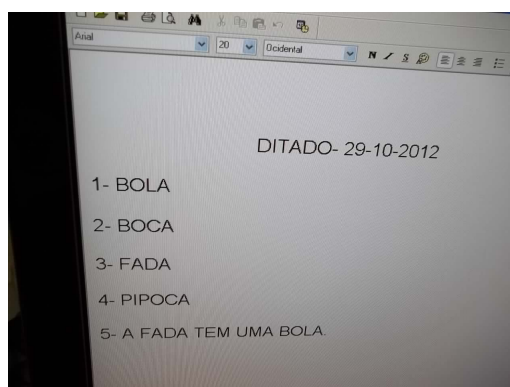 Arial 20 Ocidental N / S
DITADO- 29-10-2012
1- BOLA
2- BOCA
3- FADA
4- PIPOCA
5- A FADA TEM UMA BOLA.